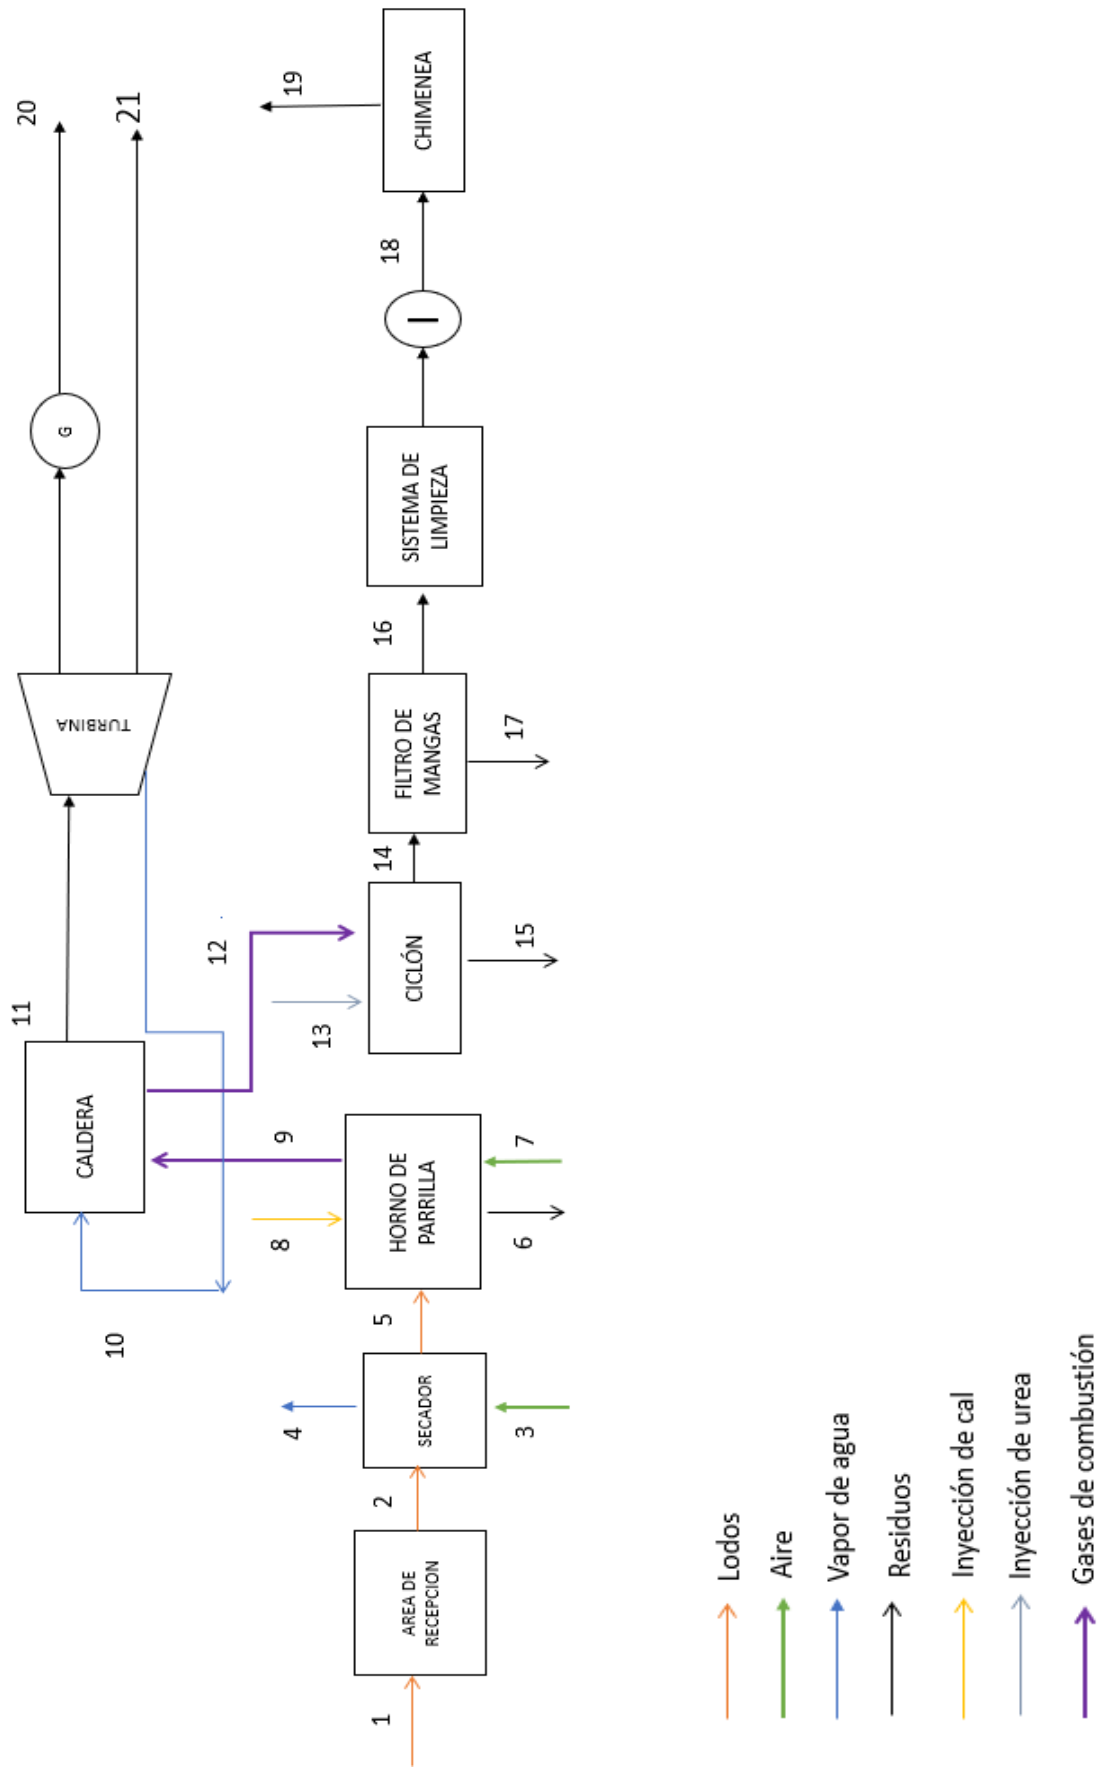 20
21
G
TURBINA
11
CALDERA
10
12
9
8
13
1
AREA DE
RECEPCION
2
3
4
SECADOR
5
HORNO DE
PARRILLA
6
7
CICLÓN
15
14
FILTRO DE
MANGAS
17
16
SISTEMA DE
LIMPIEZA
I
18
CHIMENEA
19
Lodos
Aire
Vapor de agua
Residuos
Inyección de cal
Inyección de urea
Gases de combustión